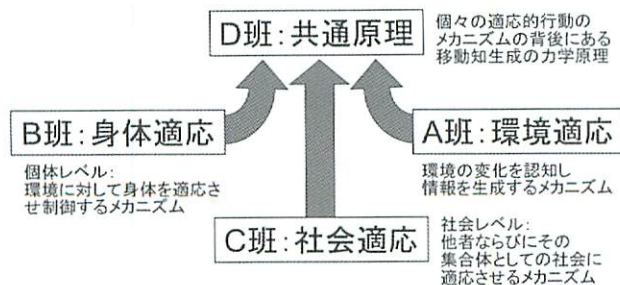 D班:共通原理
個々の適応的行動の
メカニズムの背後にある
移動知生成の力学原理
B班:身体適応
個体レベル:
環境に対して身体を適応さ
せ制御するメカニズム
A班:環境適応
環境の変化を認知し
情報を生成するメカニズム
C班:社会適応
社会レベル:
他者ならびにその
集合体としての社会に
適応させるメカニズム